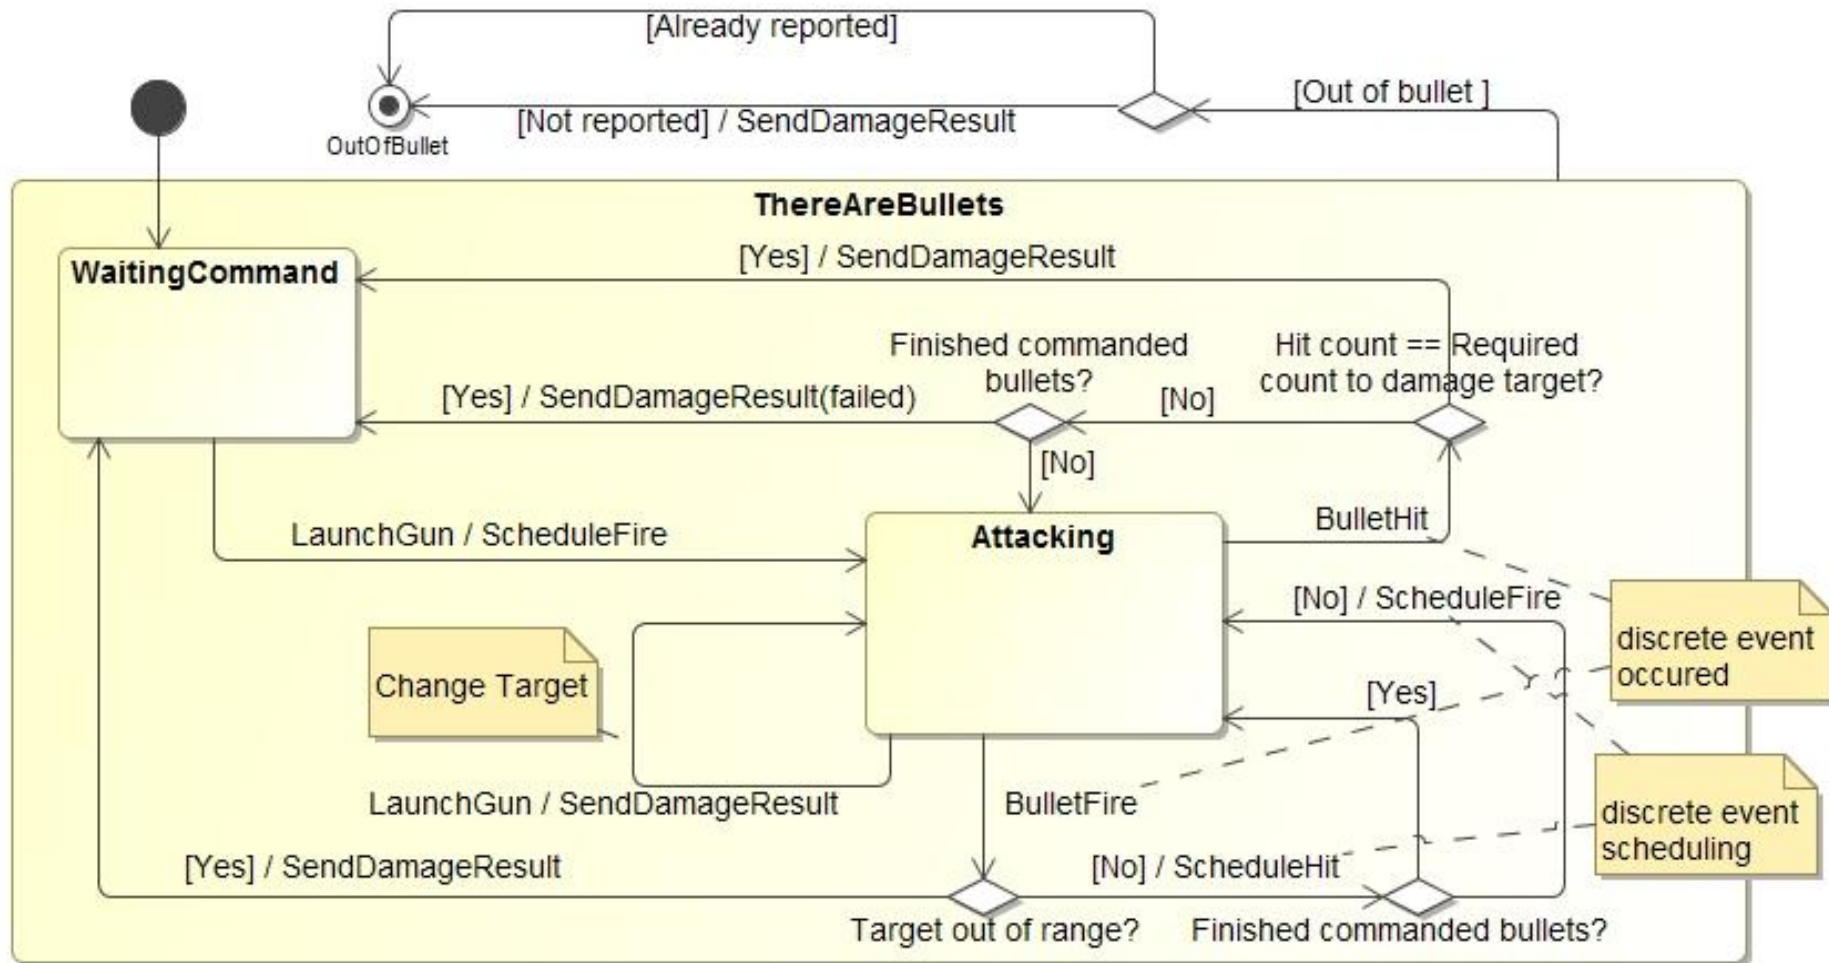 [Already reported]
[Out of bullet ]
[Not reported] / SendDamageResult
OutOfBullet
ThereAreBullets
WaitingCommand
[Yes] / SendDamageResult
Finished commanded
bullets?
Hit count == Required
count to damage target?
[Yes] / SendDamageResult(failed)
[No]
[No]
LaunchGun / ScheduleFire
Attacking
BulletHit
[No] / ScheduleFire
discrete event
occured
Change Target
[Yes]
LaunchGun / SendDamageResult
BulletFire
discrete event
scheduling
[Yes] / SendDamageResult
[No] / ScheduleHit
Target out of range?
Finished commanded bullets?